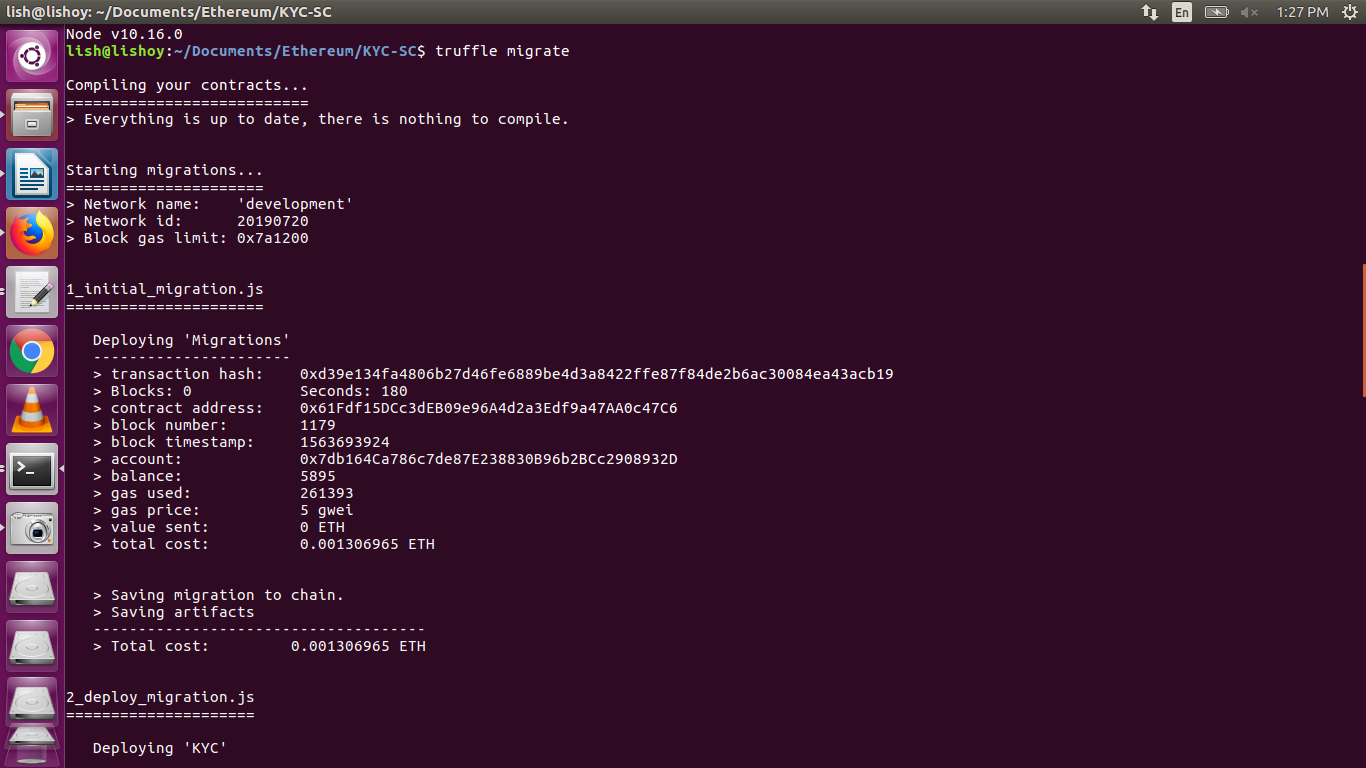 lish@lishoy: ~/Documents/Ethereum/KYC-SC
En
1:27 PM
Node v10.16.0
lish@lishoy:~/Documents/Ethereum/KYC-SC$ truffle migrate
Compiling your contracts...
===========================
> Everything is up to date, there is nothing to compile.
Starting migrations...
======================
> Network name:    'development'
> Network id:      20190720
> Block gas limit: 0x7a1200
1_initial_migration.js
======================
Deploying 'Migrations'
----------------------
> transaction hash:    0xd39e134fa4806b27d46fe6889be4d3a8422ffe87f84de2b6ac30084ea43acb19
> Blocks: 0            Seconds: 180
> contract address:    0x61Fdf15DCc3dEB09e96A4d2a3Edf9a47AA0c47C6
> block number:        1179
> block timestamp:     1563693924
> account:             0x7db164Ca786c7de87E238830B96b2BCc2908932D
> balance:             5895
> gas used:            261393
> gas price:           5 gwei
> value sent:          0 ETH
> total cost:          0.001306965 ETH
> Saving migration to chain.
> Saving artifacts
-------------------------------------
> Total cost:         0.001306965 ETH
2_deploy_migration.js
=====================
Deploying 'KYC'